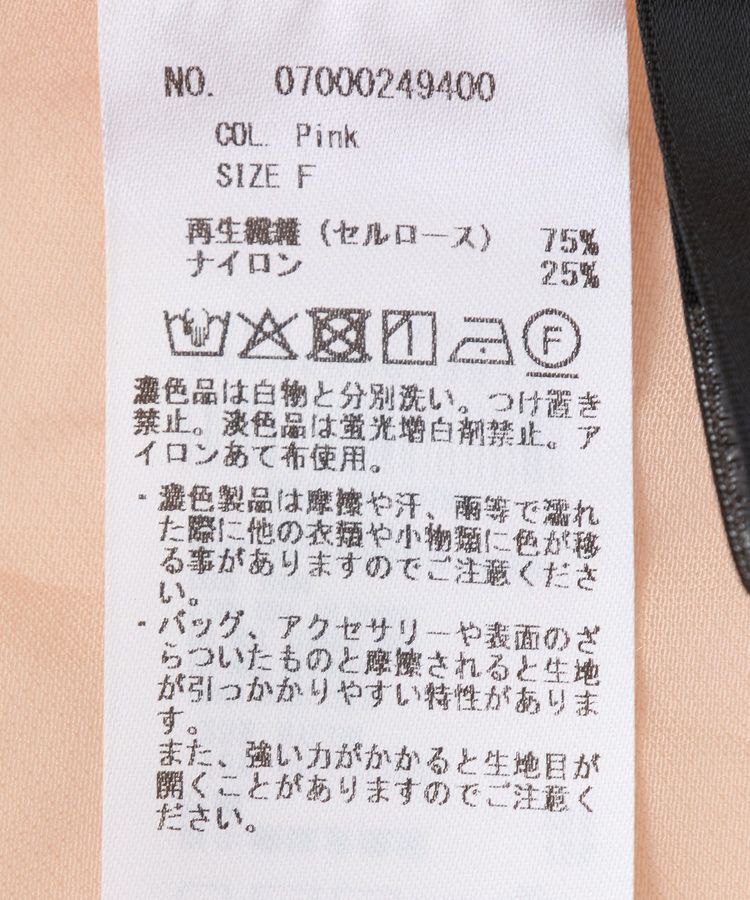 NO. 07000249400
COL. Pink
SIZE F
再生繊維（セルロース） 75%
ナイロン 25%
F
濃色品は白物と分別洗い。つけ置き
禁止。淡色品は蛍光増白剤禁止。ア
イロンあて布使用。
・濃色製品は摩擦や汗、雨等で濡れ
た際に他の衣類や小物類に色が移
る事がありますのでご注意くださ
い。
・バッグ、アクセサリーや表面のざ
らついたものと摩擦されると生地
が引っかかりやすい特性がありま
す。
また、強い力がかかると生地目が
開くことがありますのでご注意く
ださい。